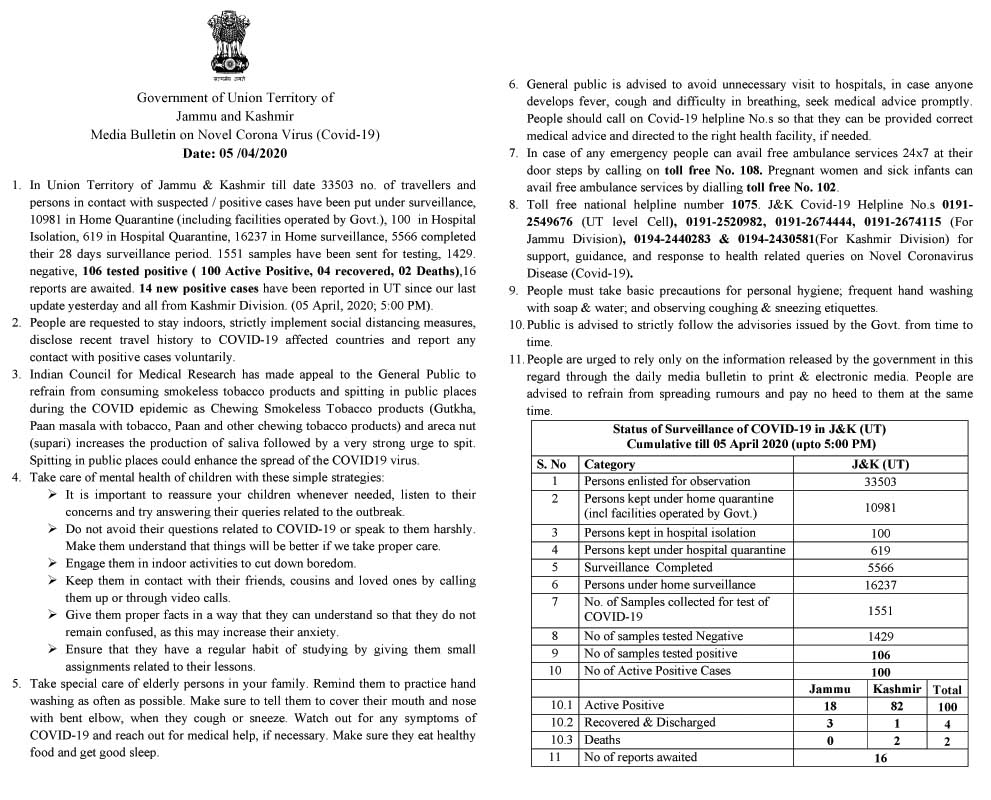 सत्यमेव जयते
Government of Union Territory of
Jammu and Kashmir
Media Bulletin on Novel Corona Virus (Covid-19)
Date: 05 /04/2020
1. In Union Territory of Jammu & Kashmir till date 33503 no. of travellers and
persons in contact with suspected / positive cases have been put under surveillance,
10981 in Home Quarantine (including facilities operated by Govt.), 100 in Hospital
Isolation, 619 in Hospital Quarantine, 16237 in Home surveillance, 5566 completed
their 28 days surveillance period. 1551 samples have been sent for testing, 1429.
negative, 106 tested positive ( 100 Active Positive, 04 recovered, 02 Deaths),16
reports are awaited. 14 new positive cases have been reported in UT since our last
update yesterday and all from Kashmir Division. (05 April, 2020; 5:00 PM).
2. People are requested to stay indoors, strictly implement social distancing measures,
disclose recent travel history to COVID-19 affected countries and report any
contact with positive cases voluntarily.
3. Indian Council for Medical Research has made appeal to the General Public to
refrain from consuming smokeless tobacco products and spitting in public places
during the COVID epidemic as Chewing Smokeless Tobacco products (Gutkha,
Paan masala with tobacco, Paan and other chewing tobacco products) and areca nut
(supari) increases the production of saliva followed by a very strong urge to spit.
Spitting in public places could enhance the spread of the COVID19 virus.
4. Take care of mental health of children with these simple strategies:
➢ It is important to reassure your children whenever needed, listen to their
concerns and try answering their queries related to the outbreak.
➢ Do not avoid their questions related to COVID-19 or speak to them harshly.
Make them understand that things will be better if we take proper care.
➢ Engage them in indoor activities to cut down boredom.
➢ Keep them in contact with their friends, cousins and loved ones by calling
them up or through video calls.
➢ Give them proper facts in a way that they can understand so that they do not
remain confused, as this may increase their anxiety.
➢ Ensure that they have a regular habit of studying by giving them small
assignments related to their lessons.
5. Take special care of elderly persons in your family. Remind them to practice hand
washing as often as possible. Make sure to tell them to cover their mouth and nose
with bent elbow, when they cough or sneeze. Watch out for any symptoms of
COVID-19 and reach out for medical help, if necessary. Make sure they eat healthy
food and get good sleep.
6. General public is advised to avoid unnecessary visit to hospitals, in case anyone
develops fever, cough and difficulty in breathing, seek medical advice promptly.
People should call on Covid-19 helpline No.s so that they can be provided correct
medical advice and directed to the right health facility, if needed.
7. In case of any emergency people can avail free ambulance services 24x7 at their
door steps by calling on toll free No. 108. Pregnant women and sick infants can
avail free ambulance services by dialling toll free No. 102.
8. Toll free national helpline number 1075. J&K Covid-19 Helpline No.s 0191-
2549676 (UT level Cell), 0191-2520982, 0191-2674444, 0191-2674115 (For
Jammu Division), 0194-2440283 & 0194-2430581(For Kashmir Division) for
support, guidance, and response to health related queries on Novel Coronavirus
Disease (Covid-19).
9. People must take basic precautions for personal hygiene; frequent hand washing
with soap & water; and observing coughing & sneezing etiquettes.
10. Public is advised to strictly follow the advisories issued by the Govt. from time to
time.
11. People are urged to rely only on the information released by the government in this
regard through the daily media bulletin to print & electronic media. People are
advised to refrain from spreading rumours and pay no heed to them at the same
time.
Status of Surveillance of COVID-19 in J&K (UT)
Cumulative till 05 April 2020 (upto 5:00 PM)
S. No Category J&K (UT)
1 Persons enlisted for observation 33503
2 Persons kept under home quarantine
(incl facilities operated by Govt.) 10981
3 Persons kept in hospital isolation 100
4 Persons kept under hospital quarantine 619
5 Surveillance Completed 5566
6 Persons under home surveillance 16237
7 No. of Samples collected for test of
COVID-19 1551
8 No of samples tested Negative 1429
9 No of samples tested positive 106
10 No of Active Positive Cases 100
Jammu Kashmir Total
10.1 Active Positive 18 82 100
10.2 Recovered & Discharged 3 1 4
10.3 Deaths 0 2 2
11 No of reports awaited 16